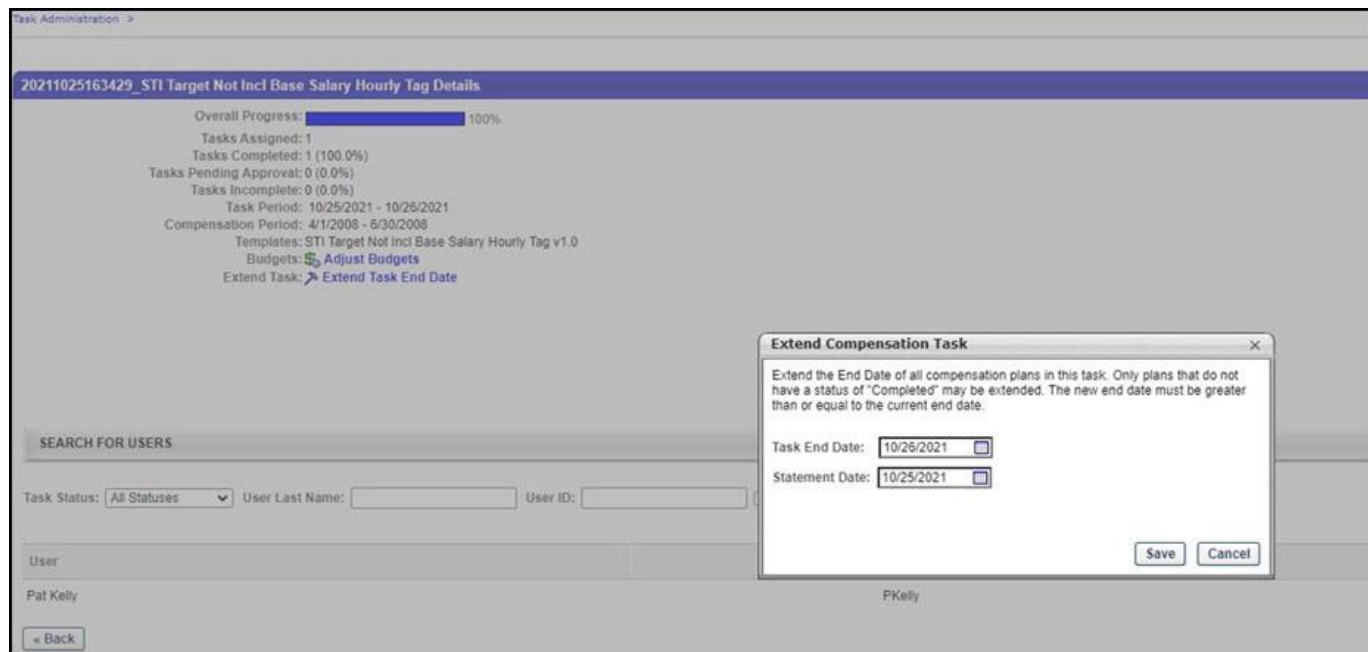 Task Administration >
20211025163429_STI Target Not Incl Base Salary Hourly Tag Details
Overall Progress: 100%
Tasks Assigned: 1
Tasks Completed: 1 (100.0%)
Tasks Pending Approval: 0 (0.0%)
Tasks Incomplete: 0 (0.0%)
Task Period: 10/25/2021 - 10/26/2021
Compensation Period: 4/1/2008 - 6/30/2008
Templates: STI Target Not Incl Base Salary Hourly Tag v1.0
Budgets: Adjust Budgets
Extend Task: Extend Task End Date
Extend Compensation Task
Extend the End Date of all compensation plans in this task. Only plans that do not
have a status of "Completed" may be extended. The new end date must be greater
than or equal to the current end date.
Task End Date: 10/26/2021
Statement Date: 10/25/2021
Save Cancel
SEARCH FOR USERS
Task Status: All Statuses User Last Name: User ID:
User
Pat Kelly PKelly
« Back